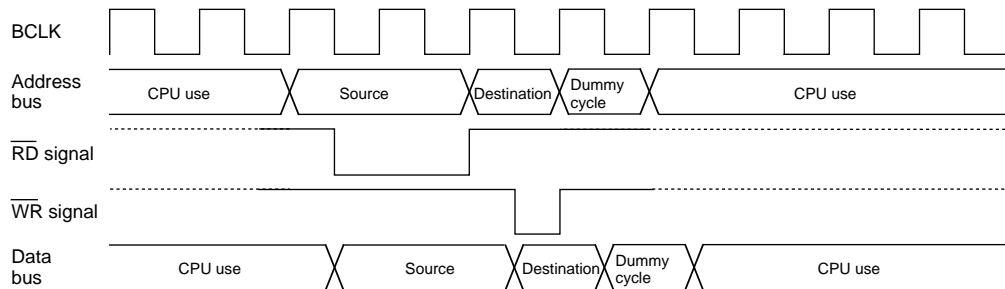 BCLK
Address
bus
CPU use
Source
Destination
Dummy
cycle
CPU use
RD signal
WR signal
Data
bus
CPU use
Source
Destination
Dummy
cycle
CPU use